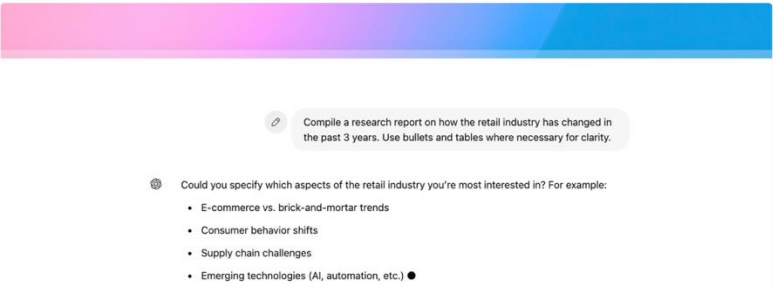 Compile a research report on how the retail industry has changed in
the past 3 years. Use bullets and tables where necessary for clarity.
Could you specify which aspects of the retail industry you’re most interested in? For example:
• E-commerce vs. brick-and-mortar trends
• Consumer behavior shifts
• Supply chain challenges
• Emerging technologies (AI, automation, etc.)